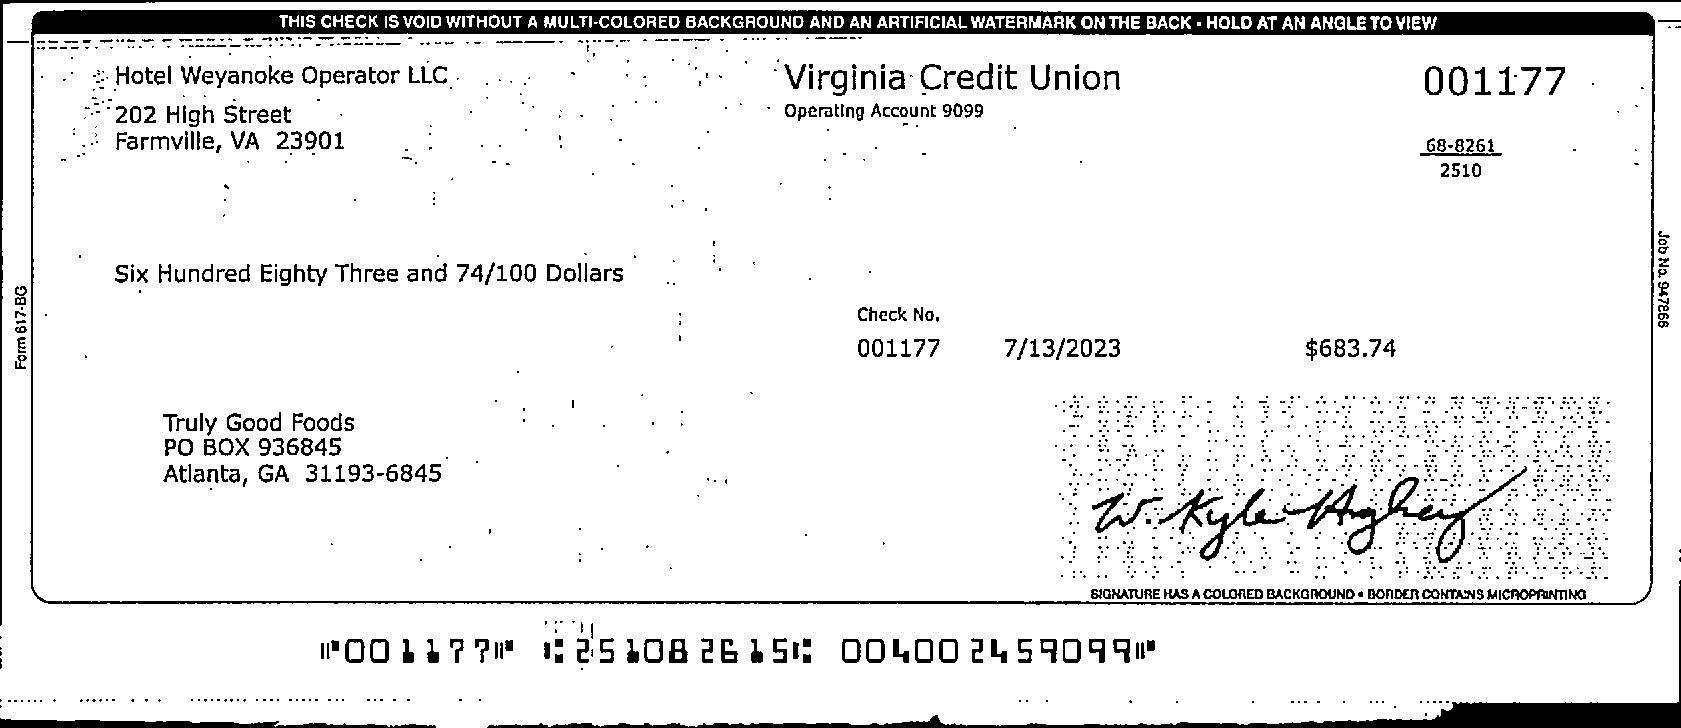 THIS CHECK IS VOID WITHOUT A MULTI-COLORED BACKGROUND AND AN ARTIFICIAL WATERMARK ON THE BACK - HOLD AT AN ANGLE TO VIEW
Hotel Weyanoke Operator LLC
202 High Street
Farmville, VA 23901
Virginia Credit Union
Operating Account 9099
001177
68-8261
2510
Six Hundred Eighty Three and 74/100 Dollars
Check No.
001177 7/13/2023 $683.74
Truly Good Foods
PO BOX 936845
Atlanta, GA 31193-6845
W. Kyle
SIGNATURE HAS A COLORED BACKGROUND • BORDER CONTAINS MICROPRINTING
Form 617-BG
Job No. 947866
⑈001177⑈ ⑆251082615⑆ 004002459099⑈